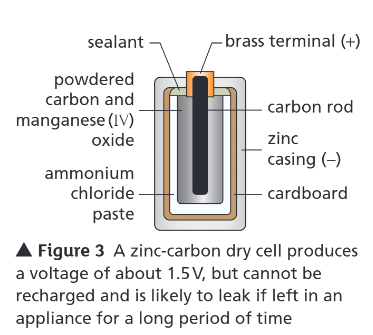 sealant
brass terminal (+)
powdered
carbon and
manganese (IV)
oxide
carbon rod
zinc
casing (−)
ammonium
chloride
paste
cardboard
▲ Figure 3 A zinc-carbon dry cell produces
a voltage of about 1.5 V, but cannot be
recharged and is likely to leak if left in an
appliance for a long period of time